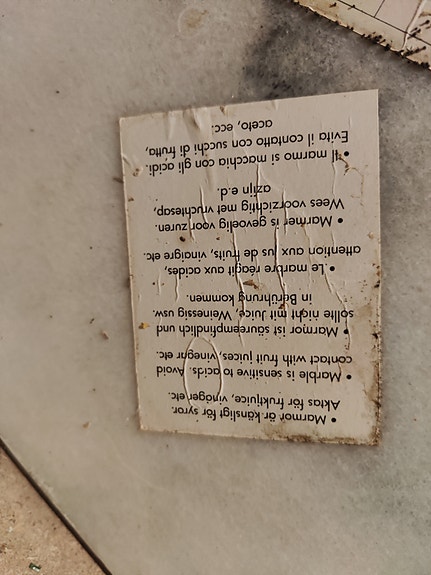 • Marmor är känsligt för syror.
Aktas för fruktjuice, vinäger etc.
• Marble is sensitive to acids. Avoid
contact with fruit juices, vinegar etc.
• Marmor ist säureempfindlich und
sollte nicht mit Juice, Weinessig usw.
in Berührung kommen.
• Le marbre réagit aux acides,
attention aux jus de fruits, vinaigre etc.
• Marmer is gevoelig voor zuren.
Wees voorzichtig met vruchtesap,
azijn e.d.
• Il marmo si macchia con gli acidi.
Evita il contatto con succhi di frutta,
aceto, ecc.